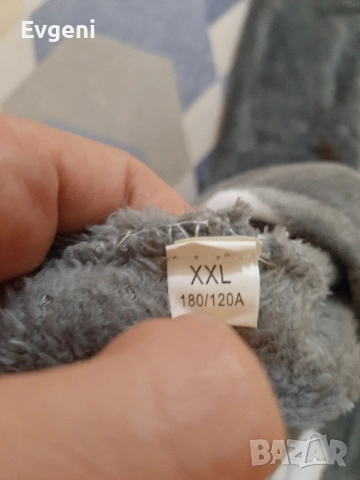 Evgeni
XXL
180/120A
BAZAR